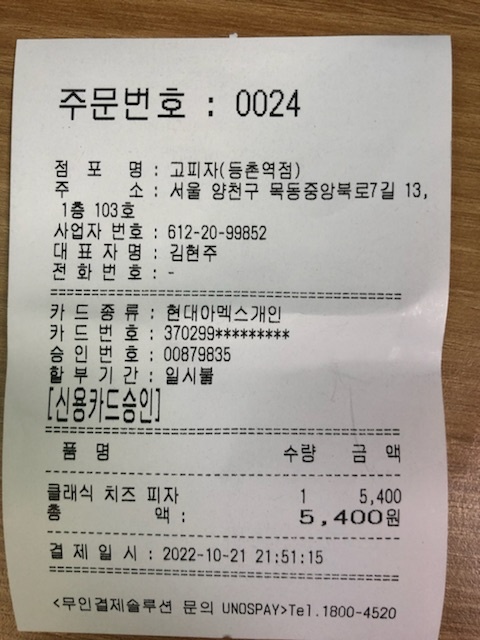 주문번호 : 0024
점 포 명 : 고피자(등촌역점)
주 소 : 서울 양천구 목동중앙북로7길 13,
1층 103호
사업자 번호 : 612-20-99852
대 표 자 명 : 김현주
전 화 번 호 : -
카 드 종 류 : 현대아멕스개인
카 드 번 호 : 370299*********
승 인 번 호 : 00879835
할 부 기 간 : 일시불
[신용카드승인]
품 명 수량 금 액
클래식 치즈 피자 1 5,400
총 액 : 5,400원
결 제 일 시 : 2022-10-21 21:51:15
<무인결제솔루션 문의 UNOSPAY>Tel.1800-4520